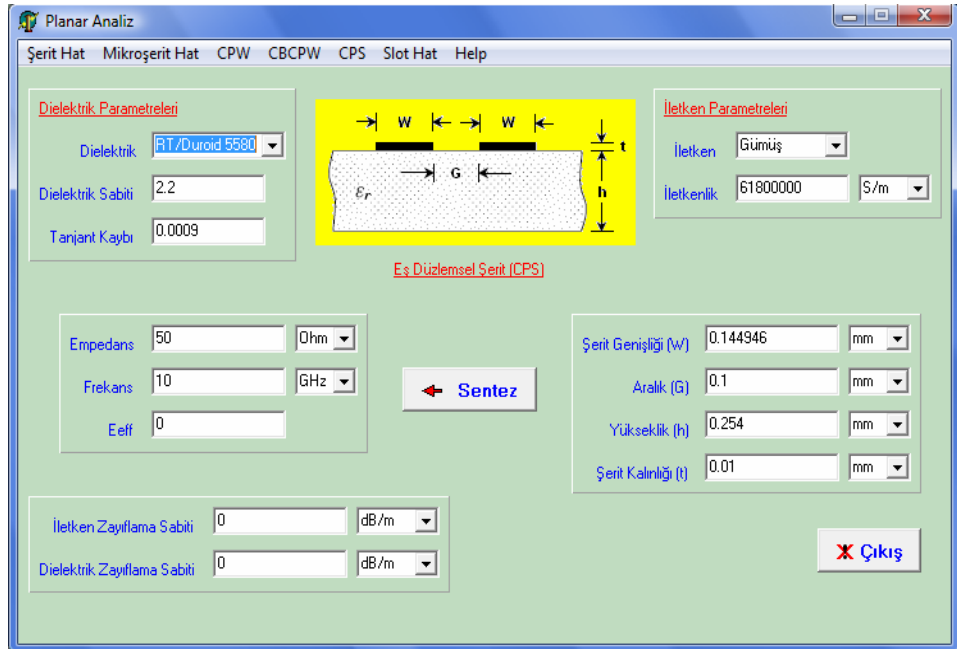 Planar Analiz
Şerit Hat Mikroşerit Hat CPW CBCPW CPS Slot Hat Help
Dielektrik Parametreleri
Dielektrik RT/Duroid 5580
Dielektrik Sabiti 2.2
Tanjant Kaybı 0.0009
W W
t
G
h
εr
Eş Düzlemsel Şerit (CPS)
İletken Parametreleri
İletken Gümüş
İletkenlik 61800000 S/m
Empedans 50 Ohm
Frekans 10 GHz
Eeff 0
Sentez
Şerit Genişliği (W) 0.144946 mm
Aralık (G) 0.1 mm
Yükseklik (h) 0.254 mm
Şerit Kalınlığı (t) 0.01 mm
İletken Zayıflama Sabiti 0 dB/m
Dielektrik Zayıflama Sabiti 0 dB/m
Çıkış